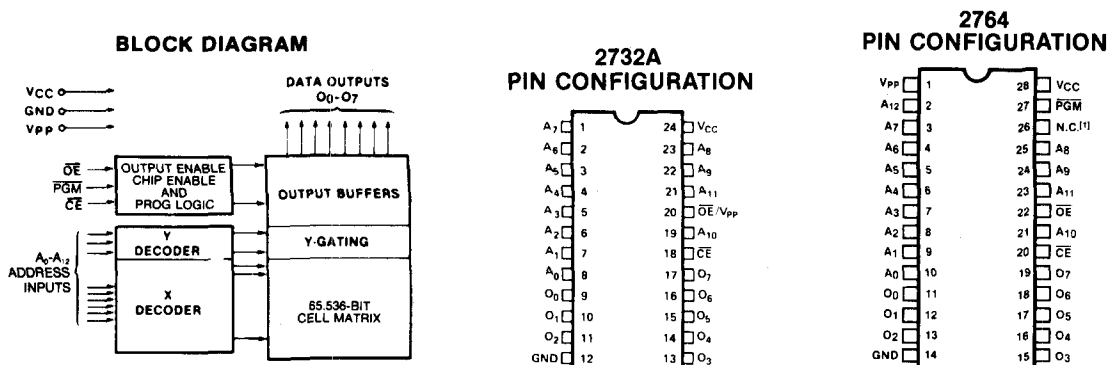 BLOCK DIAGRAM
VCC
GND
VPP
DATA OUTPUTS
O0-O7
OE
PGM
CE
OUTPUT ENABLE
CHIP ENABLE
AND
PROG LOGIC
OUTPUT BUFFERS
A0-A12
ADDRESS
INPUTS
Y
DECODER
Y-GATING
X
DECODER
65,536-BIT
CELL MATRIX
2732A
PIN CONFIGURATION
A7 1 24 VCC
A6 2 23 A8
A5 3 22 A9
A4 4 21 A11
A3 5 20 OE/VPP
A2 6 19 A10
A1 7 18 CE
A0 8 17 O7
O0 9 16 O6
O1 10 15 O5
O2 11 14 O4
GND 12 13 O3
2764
PIN CONFIGURATION
VPP 1 28 VCC
A12 2 27 PGM
A7 3 26 N.C.[1]
A6 4 25 A8
A5 5 24 A9
A4 6 23 A11
A3 7 22 OE
A2 8 21 A10
A1 9 20 CE
A0 10 19 O7
O0 11 18 O6
O1 12 17 O5
O2 13 16 O4
GND 14 15 O3